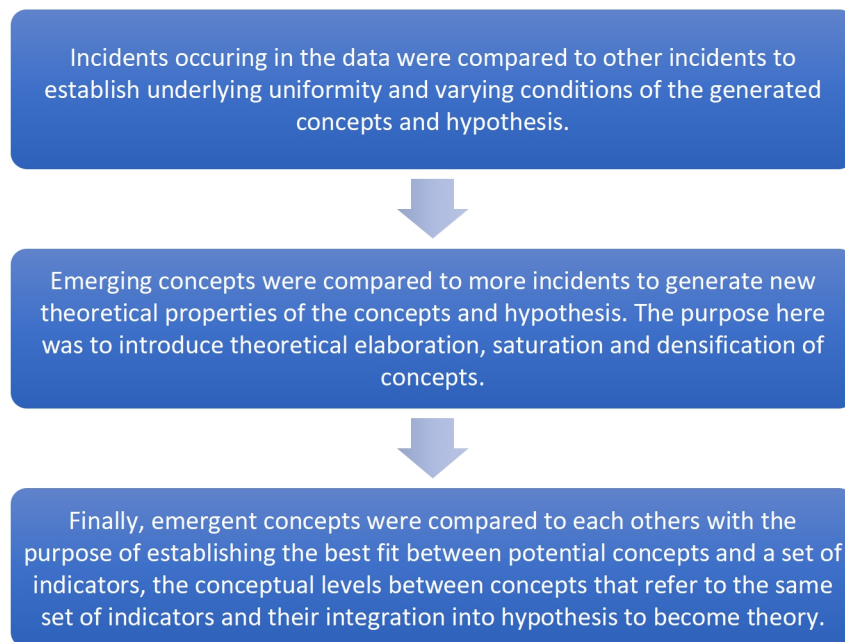 Incidents occuring in the data were compared to other incidents to
establish underlying uniformity and varying conditions of the generated
concepts and hypothesis.
Emerging concepts were compared to more incidents to generate new
theoretical properties of the concepts and hypothesis. The purpose here
was to introduce theoretical elaboration, saturation and densification of
concepts.
Finally, emergent concepts were compared to each others with the
purpose of establishing the best fit between potential concepts and a set of
indicators, the conceptual levels between concepts that refer to the same
set of indicators and their integration into hypothesis to become theory.